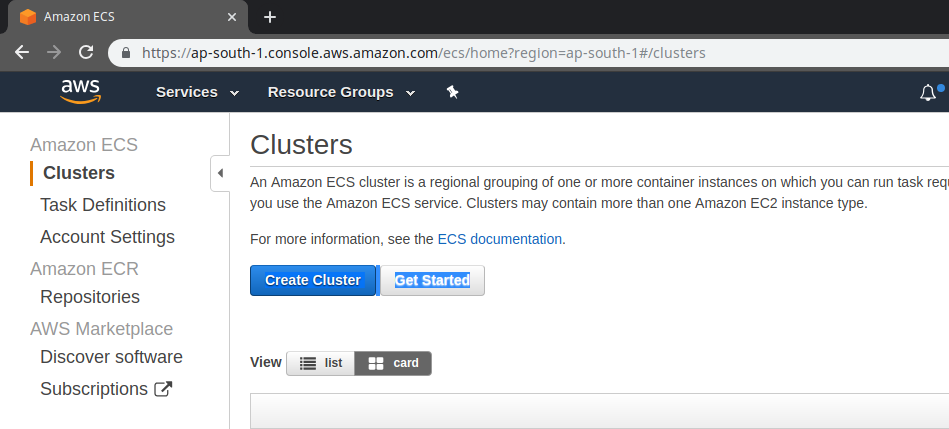 Amazon ECS
https://ap-south-1.console.aws.amazon.com/ecs/home?region=ap-south-1#/clusters
aws
Services
Resource Groups
Amazon ECS
Clusters
Task Definitions
Account Settings
Amazon ECR
Repositories
AWS Marketplace
Discover software
Subscriptions
Clusters
An Amazon ECS cluster is a regional grouping of one or more container instances on which you can run task
you use the Amazon ECS service. Clusters may contain more than one Amazon EC2 instance type.
For more information, see the ECS documentation.
Create Cluster
Get Started
View
list
card